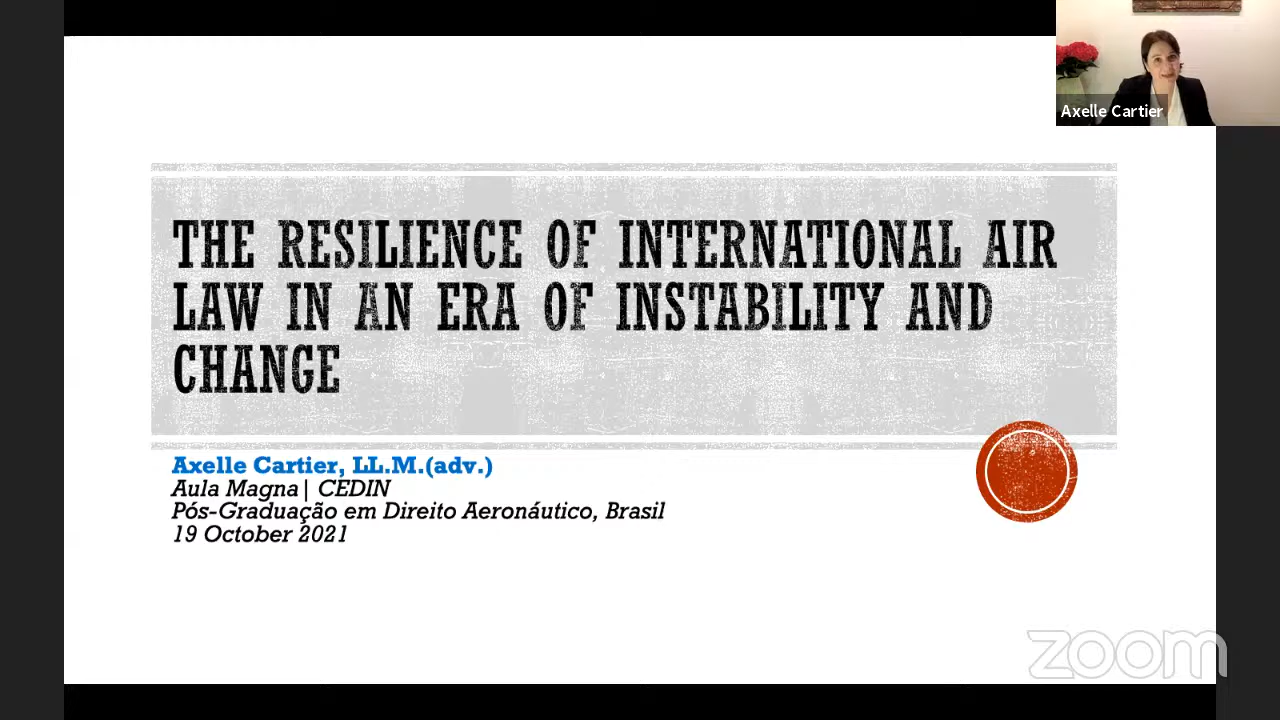 Axelle Cartier
THE RESILIENCE OF INTERNATIONAL AIR
LAW IN AN ERA OF INSTABILITY AND
CHANGE
Axelle Cartier, LL.M.(adv.)
Aula Magna| CEDIN
Pós-Graduação em Direito Aeronáutico, Brasil
19 October 2021
zoom